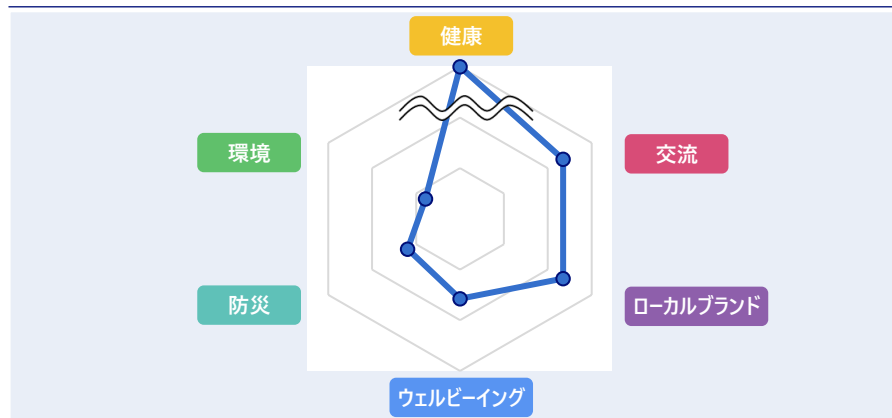 健康
環境
交流
防災
ローカルブランド
ウェルビーイング